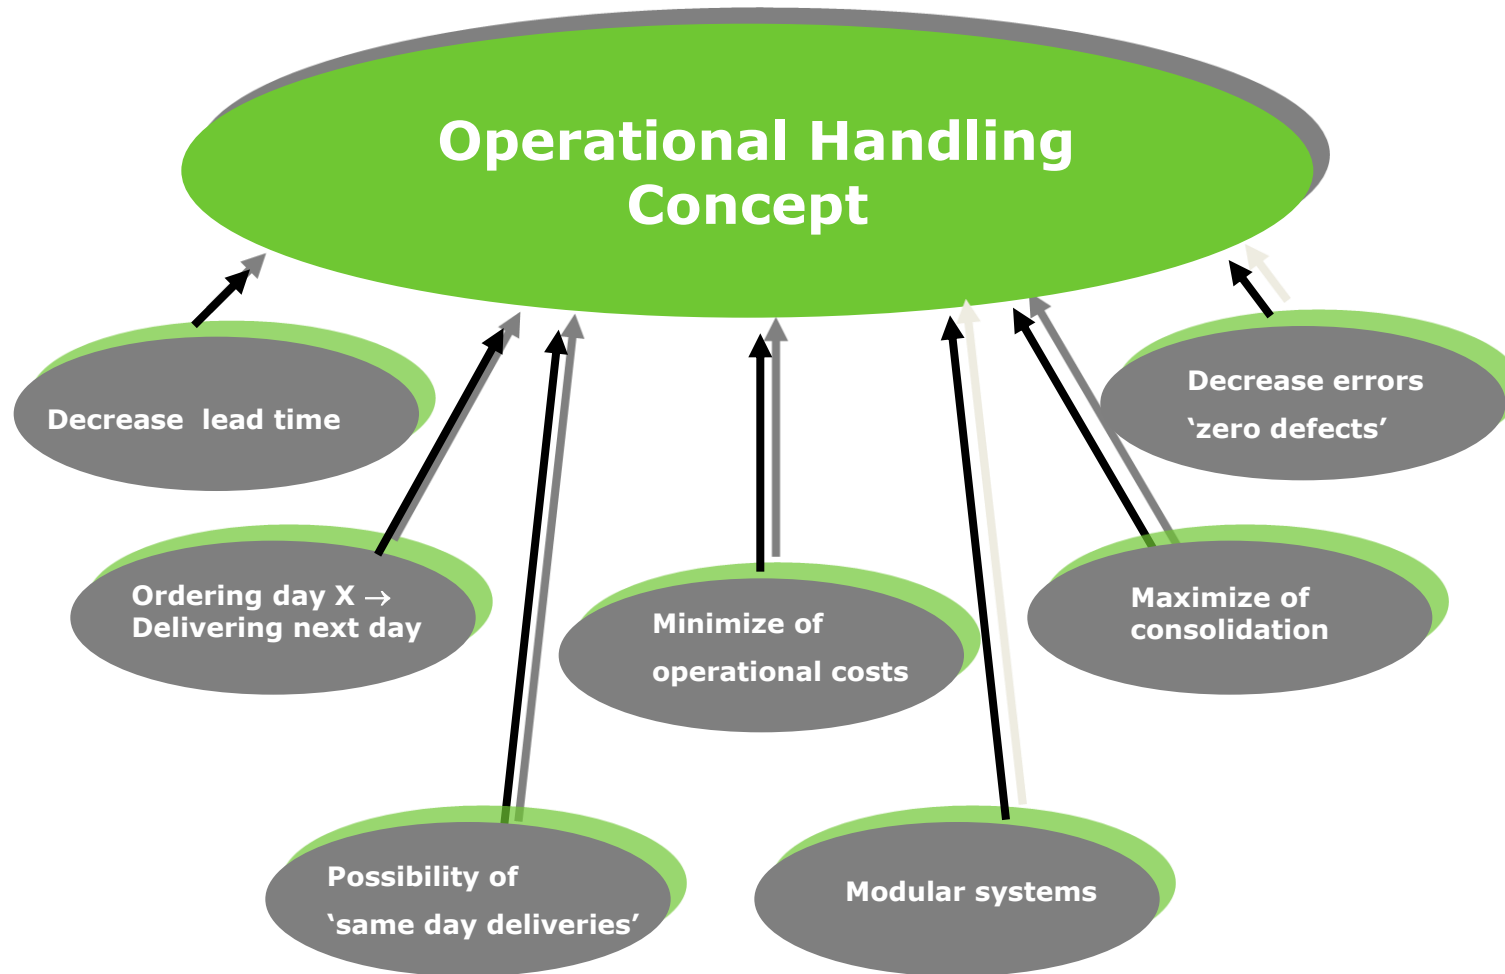 Operational Handling
Concept
Decrease  lead time
Decrease errors
‘zero defects’
Ordering day X →
Delivering next day
Minimize of
operational costs
Maximize of
consolidation
Possibility of
‘same day deliveries’
Modular systems